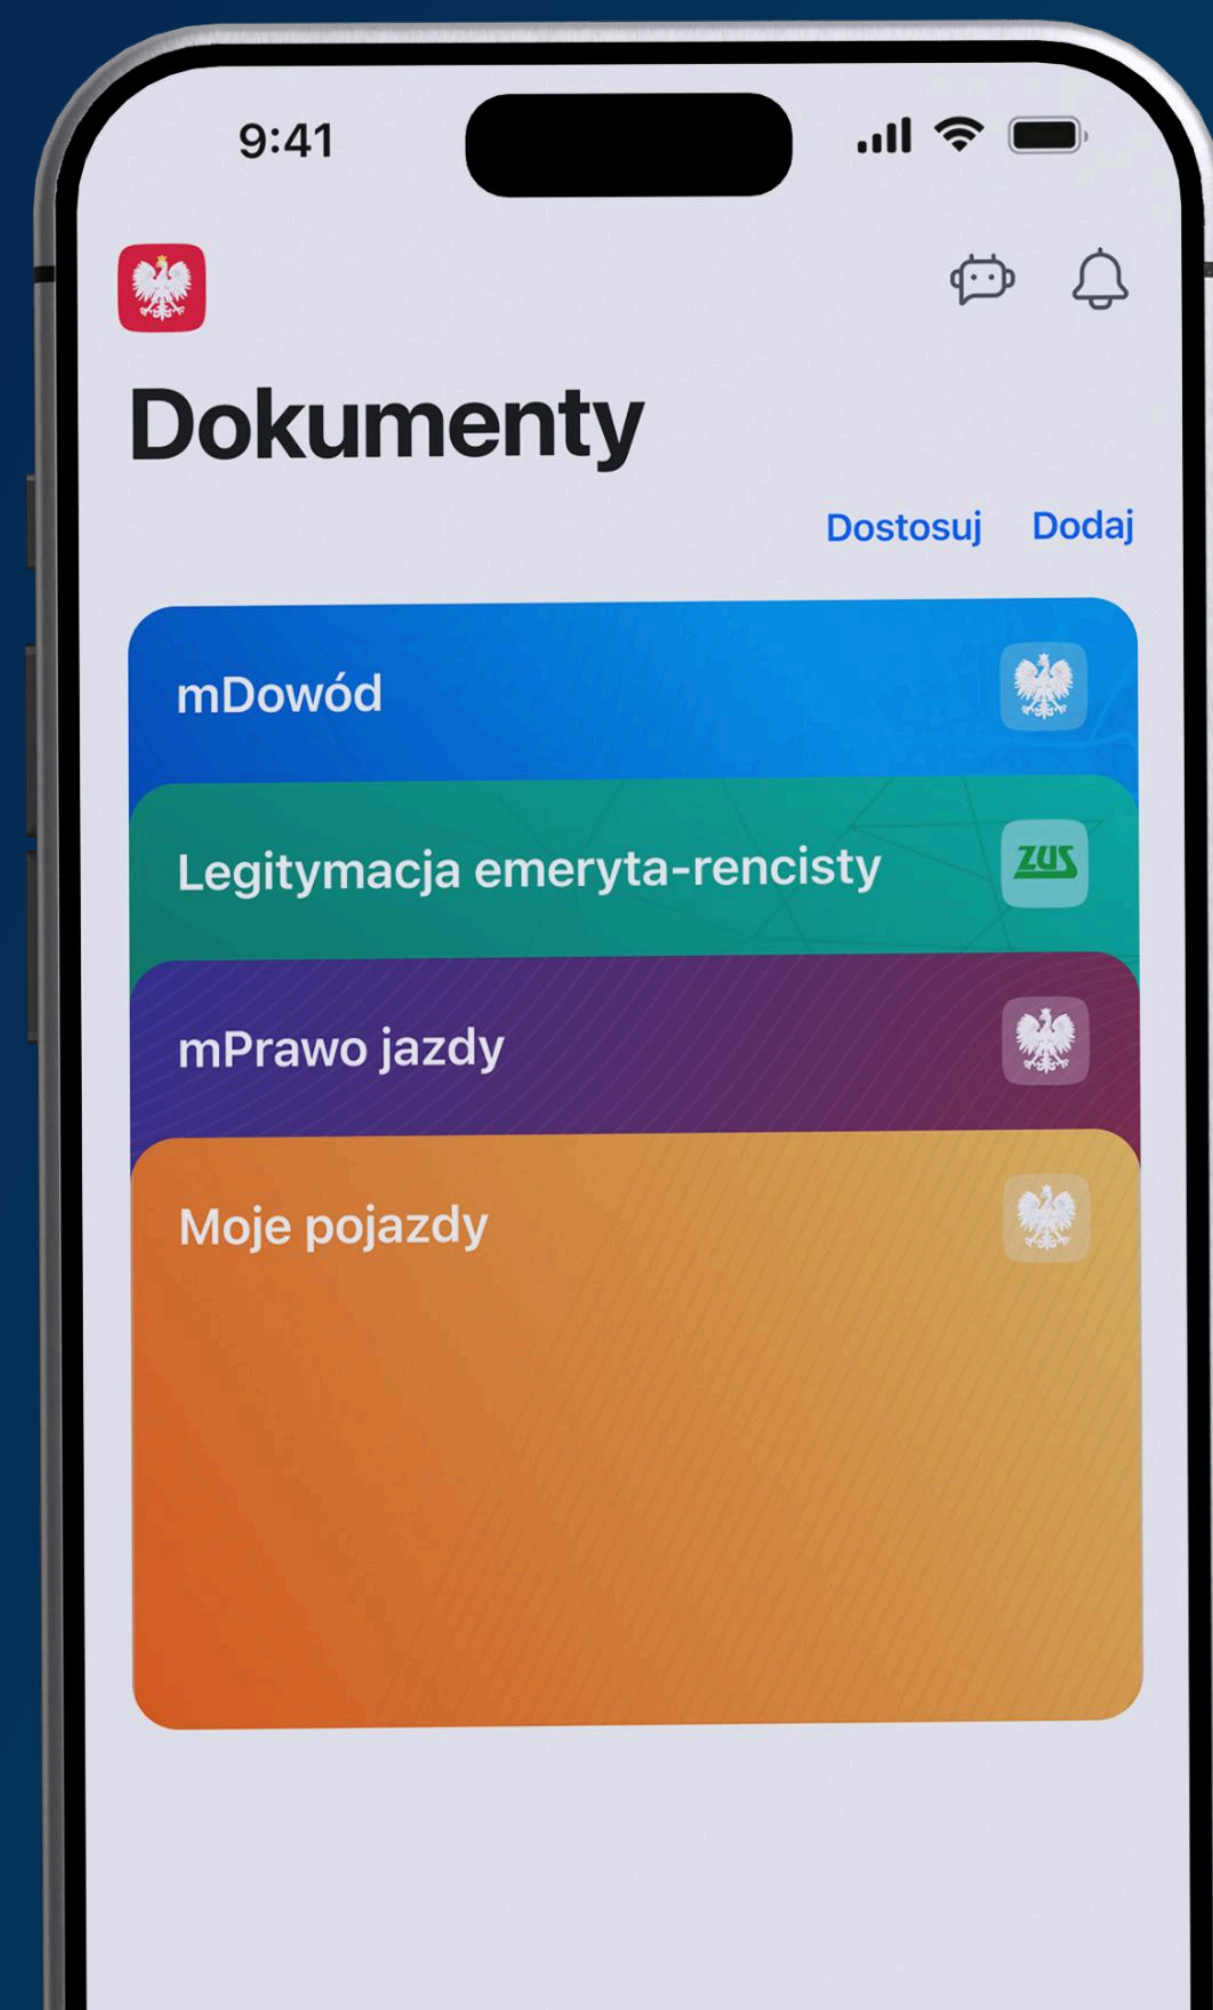 9:41
Dokumenty
Dostosuj Dodaj
mDowód
Legitymacja emeryta-rencisty
ZUS
mPrawo jazdy
Moje pojazdy